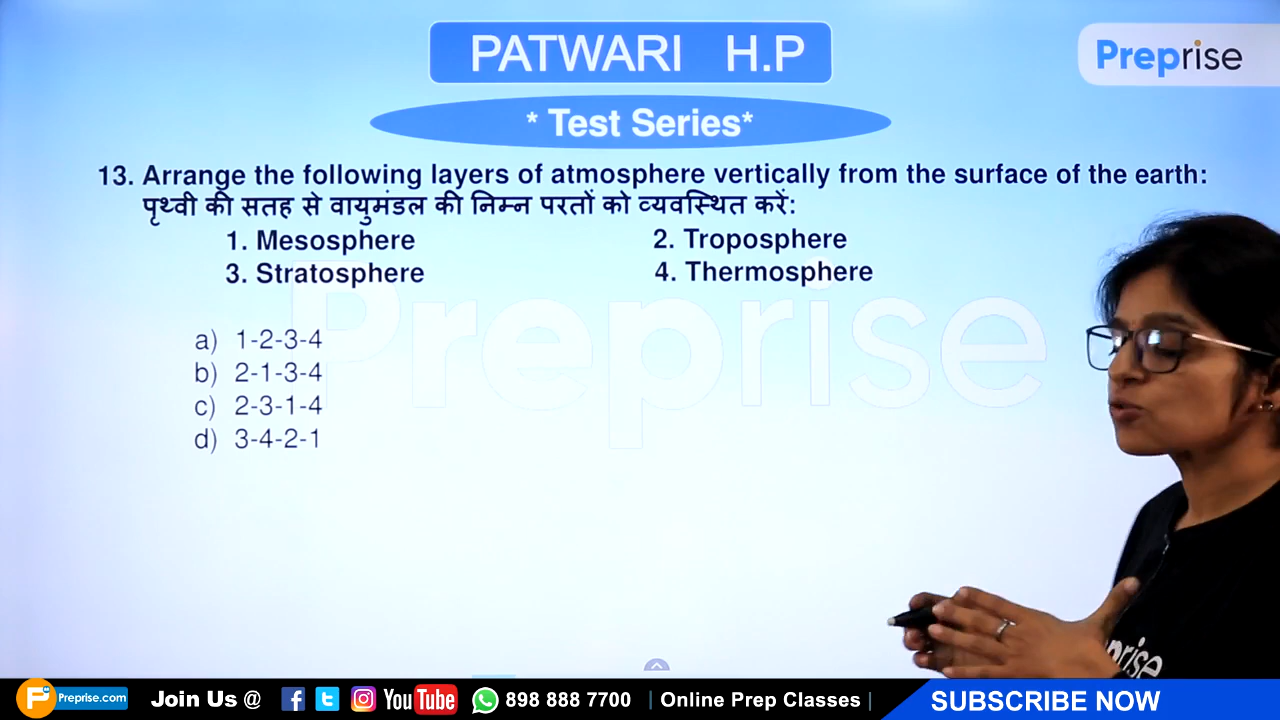 PATWARI H.P
Preprise
* Test Series*
13. Arrange the following layers of atmosphere vertically from the surface of the earth:
पृथ्वी की सतह से वायुमंडल की निम्न परतों को व्यवस्थित करें:
1. Mesosphere 2. Troposphere
3. Stratosphere 4. Thermosphere
Preprise
a) 1-2-3-4
b) 2-1-3-4
c) 2-3-1-4
d) 3-4-2-1
Preprise.com Join Us @ YouTube 898 888 7700 | Online Prep Classes | SUBSCRIBE NOW